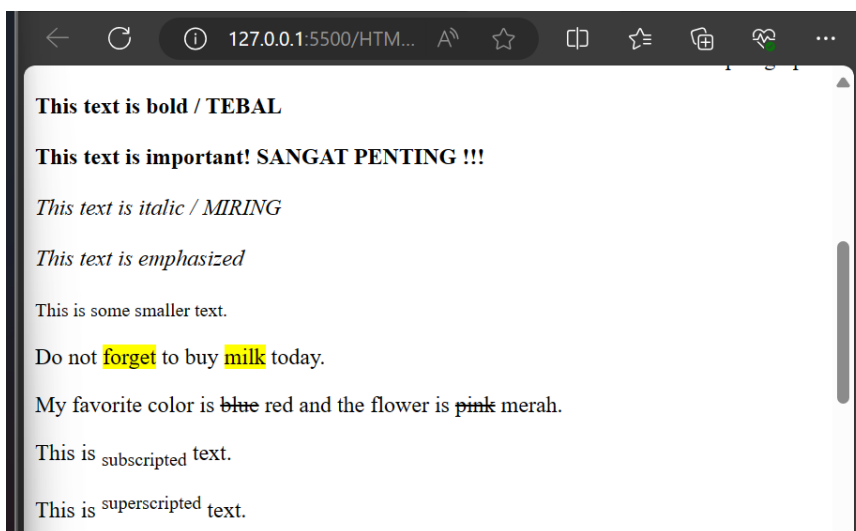 127.0.0.1:5500/HTM...
This text is bold / TEBAL
This text is important! SANGAT PENTING !!!
This text is italic / MIRING
This text is emphasized
This is some smaller text.
Do not forget to buy milk today.
My favorite color is blue red and the flower is pink merah.
This is subscripted text.
This is superscripted text.